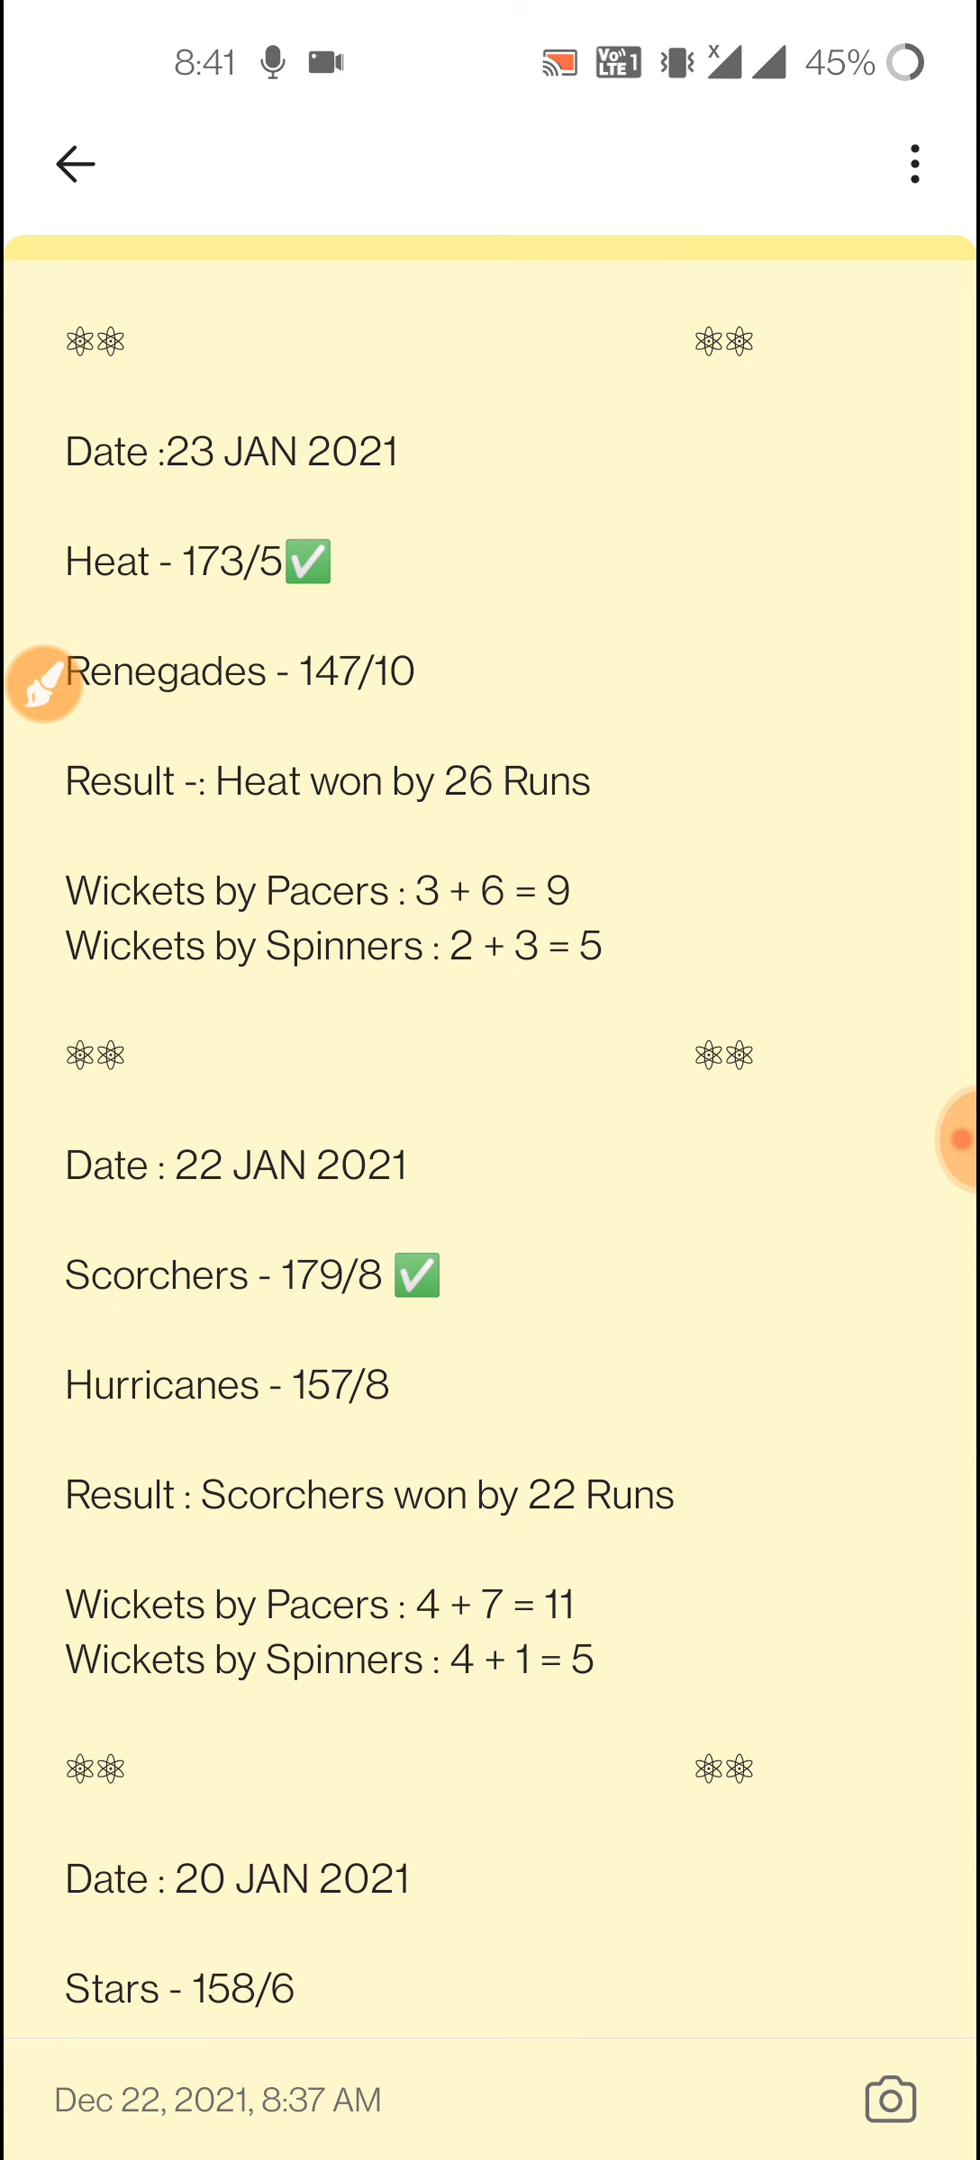 8:41 Vo)) LTE 1 X 45%
⚛⚛ ⚛⚛
Date :23 JAN 2021
Heat - 173/5✅
Renegades - 147/10
Result -: Heat won by 26 Runs
Wickets by Pacers : 3 + 6 = 9
Wickets by Spinners : 2 + 3 = 5
⚛⚛ ⚛⚛
Date : 22 JAN 2021
Scorchers - 179/8 ✅
Hurricanes - 157/8
Result : Scorchers won by 22 Runs
Wickets by Pacers : 4 + 7 = 11
Wickets by Spinners : 4 + 1 = 5
⚛⚛ ⚛⚛
Date : 20 JAN 2021
Stars - 158/6
Dec 22, 2021, 8:37 AM